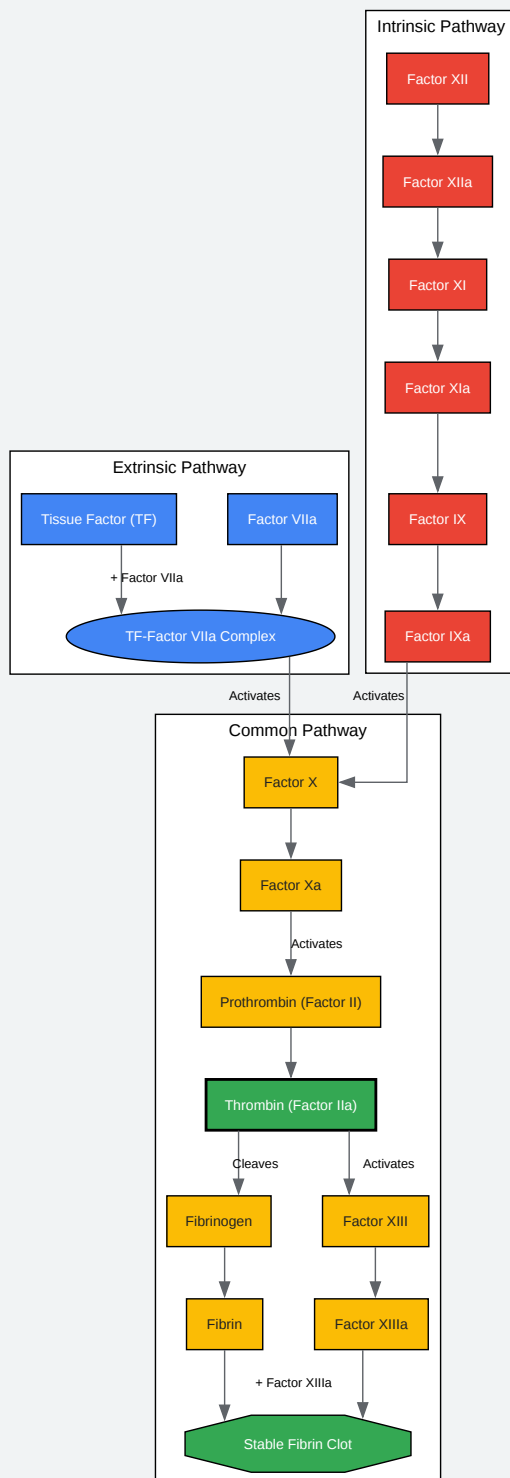 Intrinsic Pathway
Factor XII
Factor XIIa
Factor XI
Factor XIa
Extrinsic Pathway
Tissue Factor (TF)
Factor VIIa
Factor IX
+ Factor VIIa
TF-Factor VIIa Complex
Factor IXa
Activates
Activates
Common Pathway
Factor X
Factor Xa
Activates
Prothrombin (Factor II)
Thrombin (Factor IIa)
Cleaves
Activates
Fibrinogen
Factor XIII
Fibrin
Factor XIIIa
+ Factor XIIIa
Stable Fibrin Clot